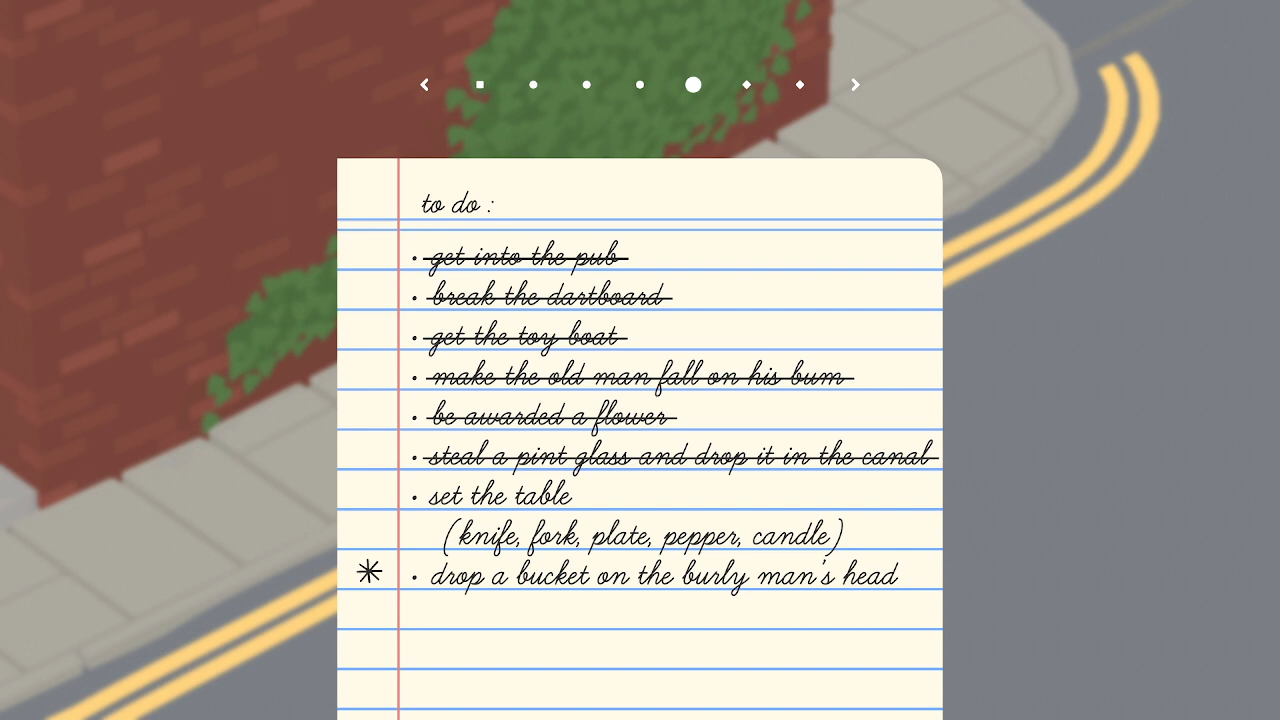 to do :
• get into the pub
• break the dartboard
• get the toy boat
• make the old man fall on his bum
• be awarded a flower
• steal a pint glass and drop it in the canal
• set the table
(knife, fork, plate, pepper, candle)
• drop a bucket on the burly man's head